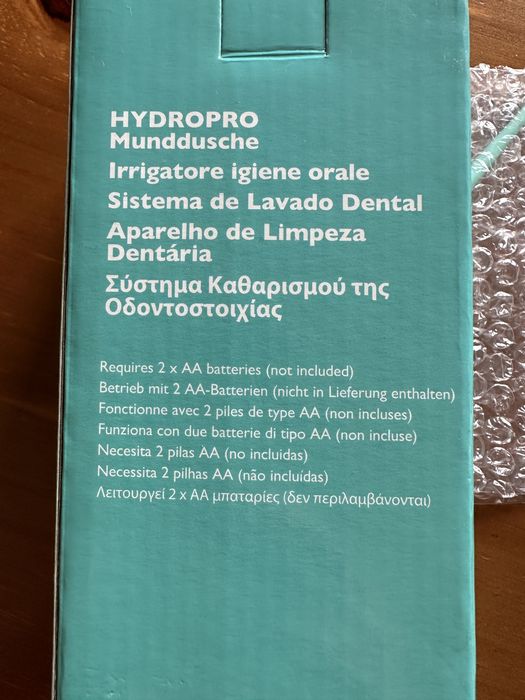 HYDROPRO
Munddusche
Irrigatore igiene orale
Sistema de Lavado Dental
Aparelho de Limpeza
Dentária
Σύστημα Καθαρισμού της
Οδοντοστοιχίας
Requires 2 x AA batteries (not included)
Betrieb mit 2 AA-Batterien (nicht in Lieferung enthalten)
Fonctionne avec 2 piles de type AA (non incluses)
Funziona con due batterie di tipo AA (non incluse)
Necesita 2 pilas AA (no incluidas)
Necessita 2 pilhas AA (não incluídas)
Λειτουργεί 2 x AA μπαταρίες (δεν περιλαμβάνονται)